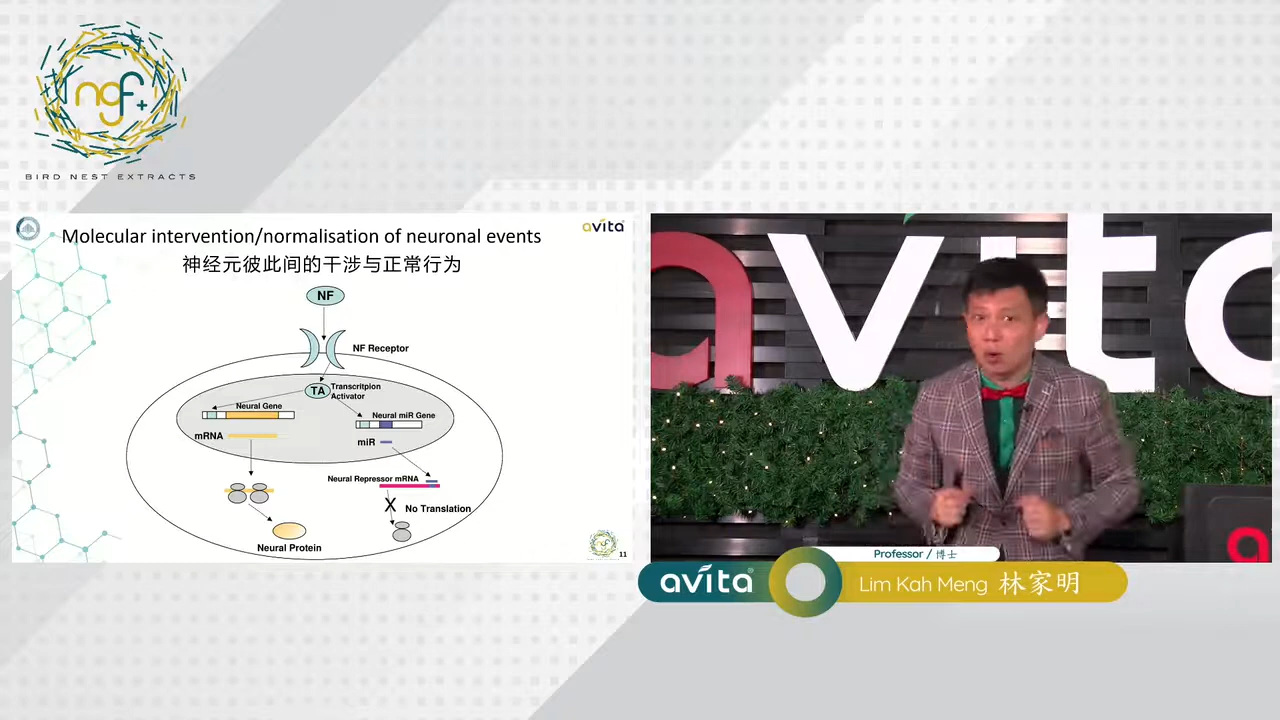 ngf+
BIRD NEST EXTRACTS
Molecular intervention/normalisation of neuronal events
神经元彼此间的干涉与正常行为
avita
NF
NF Receptor
TA
Transcritpion
Activator
Neural Gene
Neural miR Gene
mRNA
miR
Neural Repressor mRNA
X
No Translation
Neural Protein
11
avita
a
Professor / 博士
avita
Lim Kah Meng 林家明